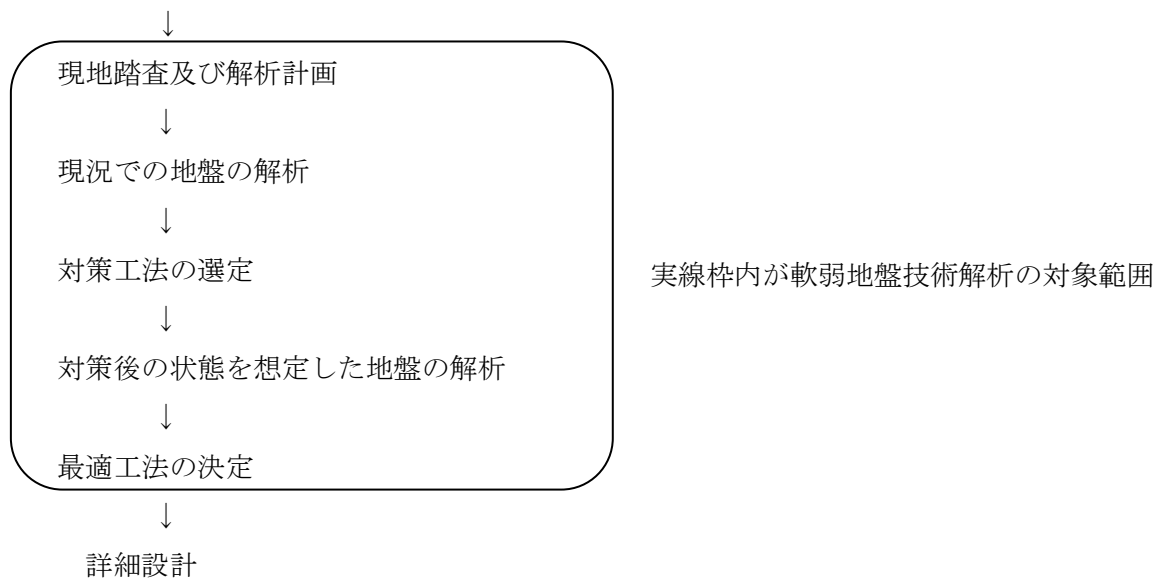 ↓
現地踏査及び解析計画
↓
現況での地盤の解析
↓
対策工法の選定
実線枠内が軟弱地盤技術解析の対象範囲
↓
対策後の状態を想定した地盤の解析
↓
最適工法の決定
↓
詳細設計